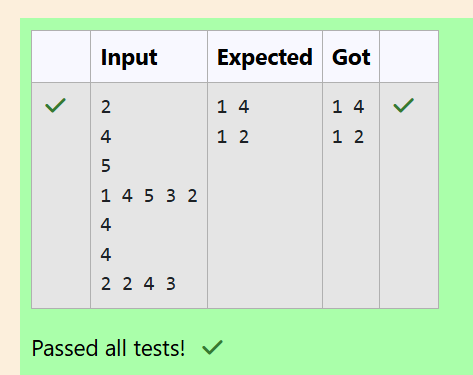 Input Expected Got
2 1 4 1 4
4 1 2 1 2
5
1 4 5 3 2
4
4
2 2 4 3
Passed all tests!